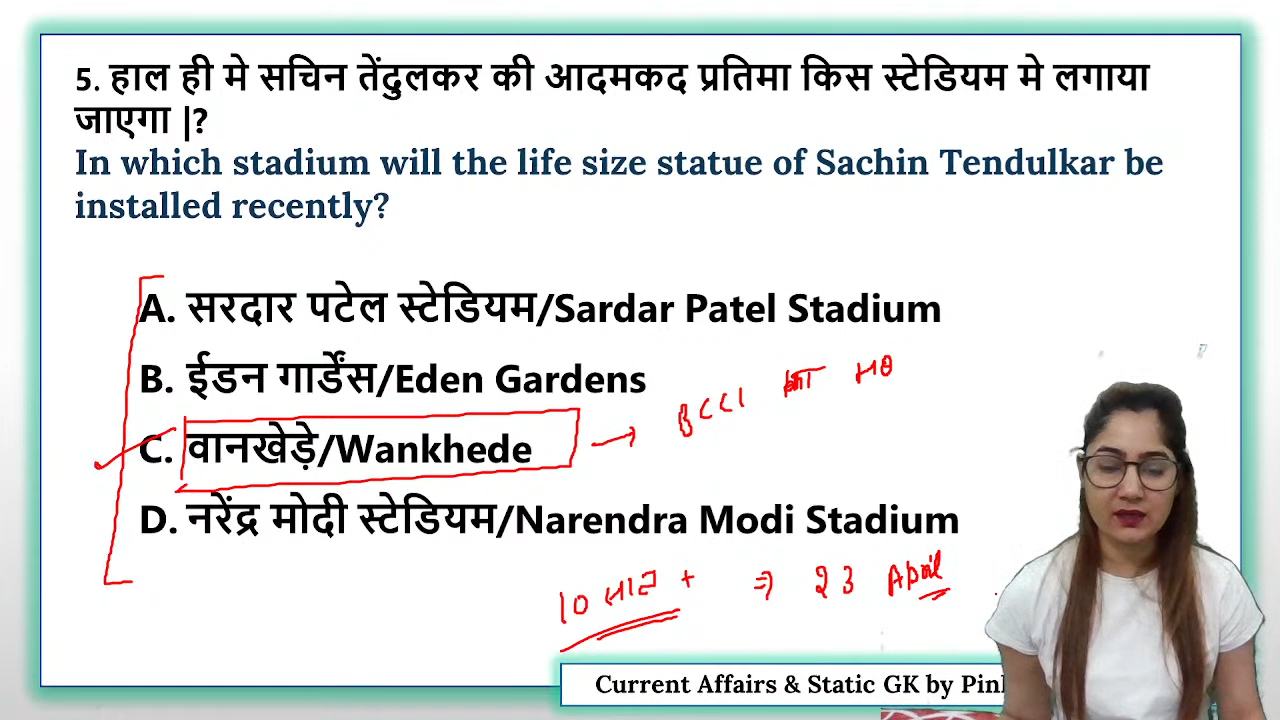 5. हाल ही मे सचिन तेंदुलकर की आदमकद प्रतिमा किस स्टेडियम मे लगाया
जाएगा |?
In which stadium will the life size statue of Sachin Tendulkar be
installed recently?
A. सरदार पटेल स्टेडियम/Sardar Patel Stadium
B. ईडन गार्डेंस/Eden Gardens
BCCI का HQ
C. वानखेड़े/Wankhede
D. नरेंद्र मोदी स्टेडियम/Narendra Modi Stadium
10 + ⇒ 23 April
Current Affairs & Static GK by